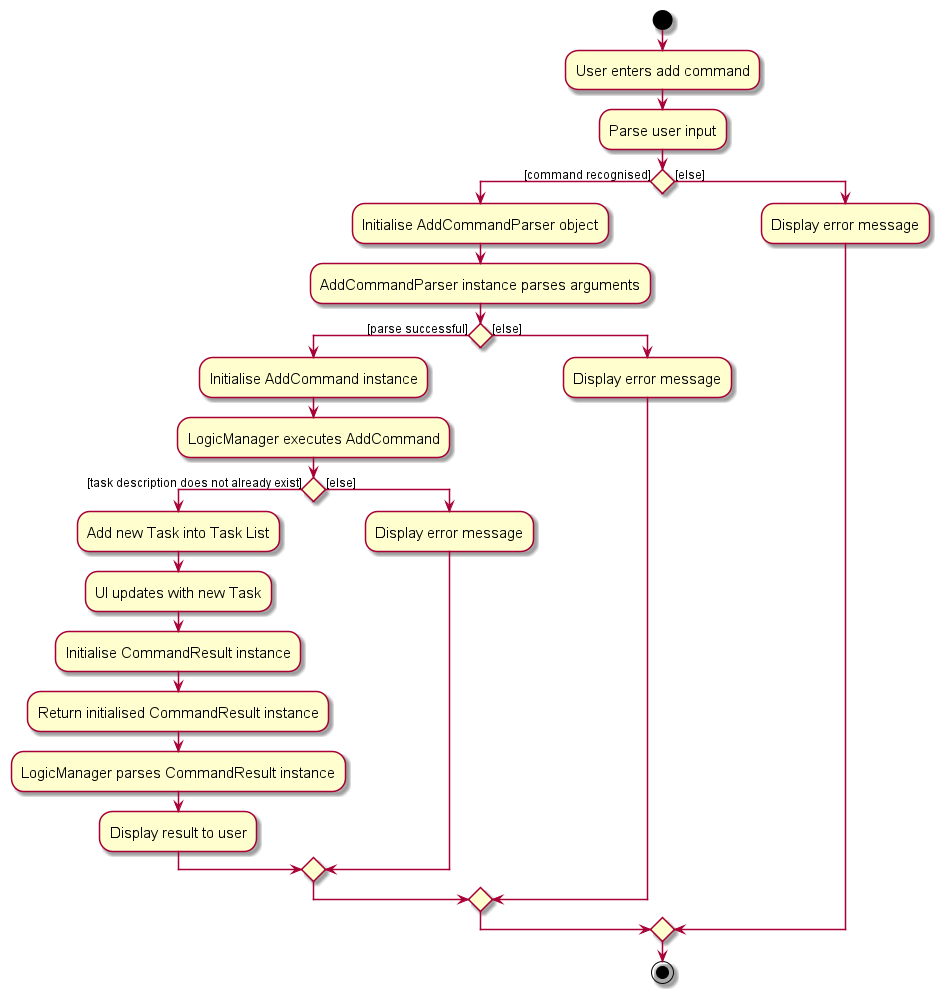 User enters add command
Parse user input
[command recognised]
[else]
Initialise AddCommandParser object
Display error message
AddCommandParser instance parses arguments
[parse successful]
[else]
Initialise AddCommand instance
Display error message
LogicManager executes AddCommand
[task description does not already exist]
[else]
Add new Task into Task List
Display error message
UI updates with new Task
Initialise CommandResult instance
Return initialised CommandResult instance
LogicManager parses CommandResult instance
Display result to user